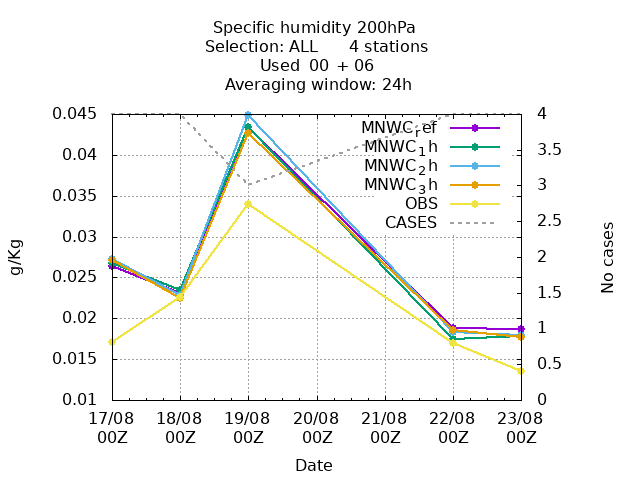 Specific humidity 200hPa
Selection: ALL 4 stations
Used 00 + 06
Averaging window: 24h
0.045
0.04
0.035
0.03
0.025
0.02
0.015
0.01
g/Kg
4
3.5
3
2.5
2
1.5
1
0.5
0
No cases
MNWC_ref
MNWC_1h
MNWC_2h
MNWC_3h
OBS
CASES
17/08 18/08 19/08 20/08 21/08 22/08 23/08
00Z 00Z 00Z 00Z 00Z 00Z 00Z
Date